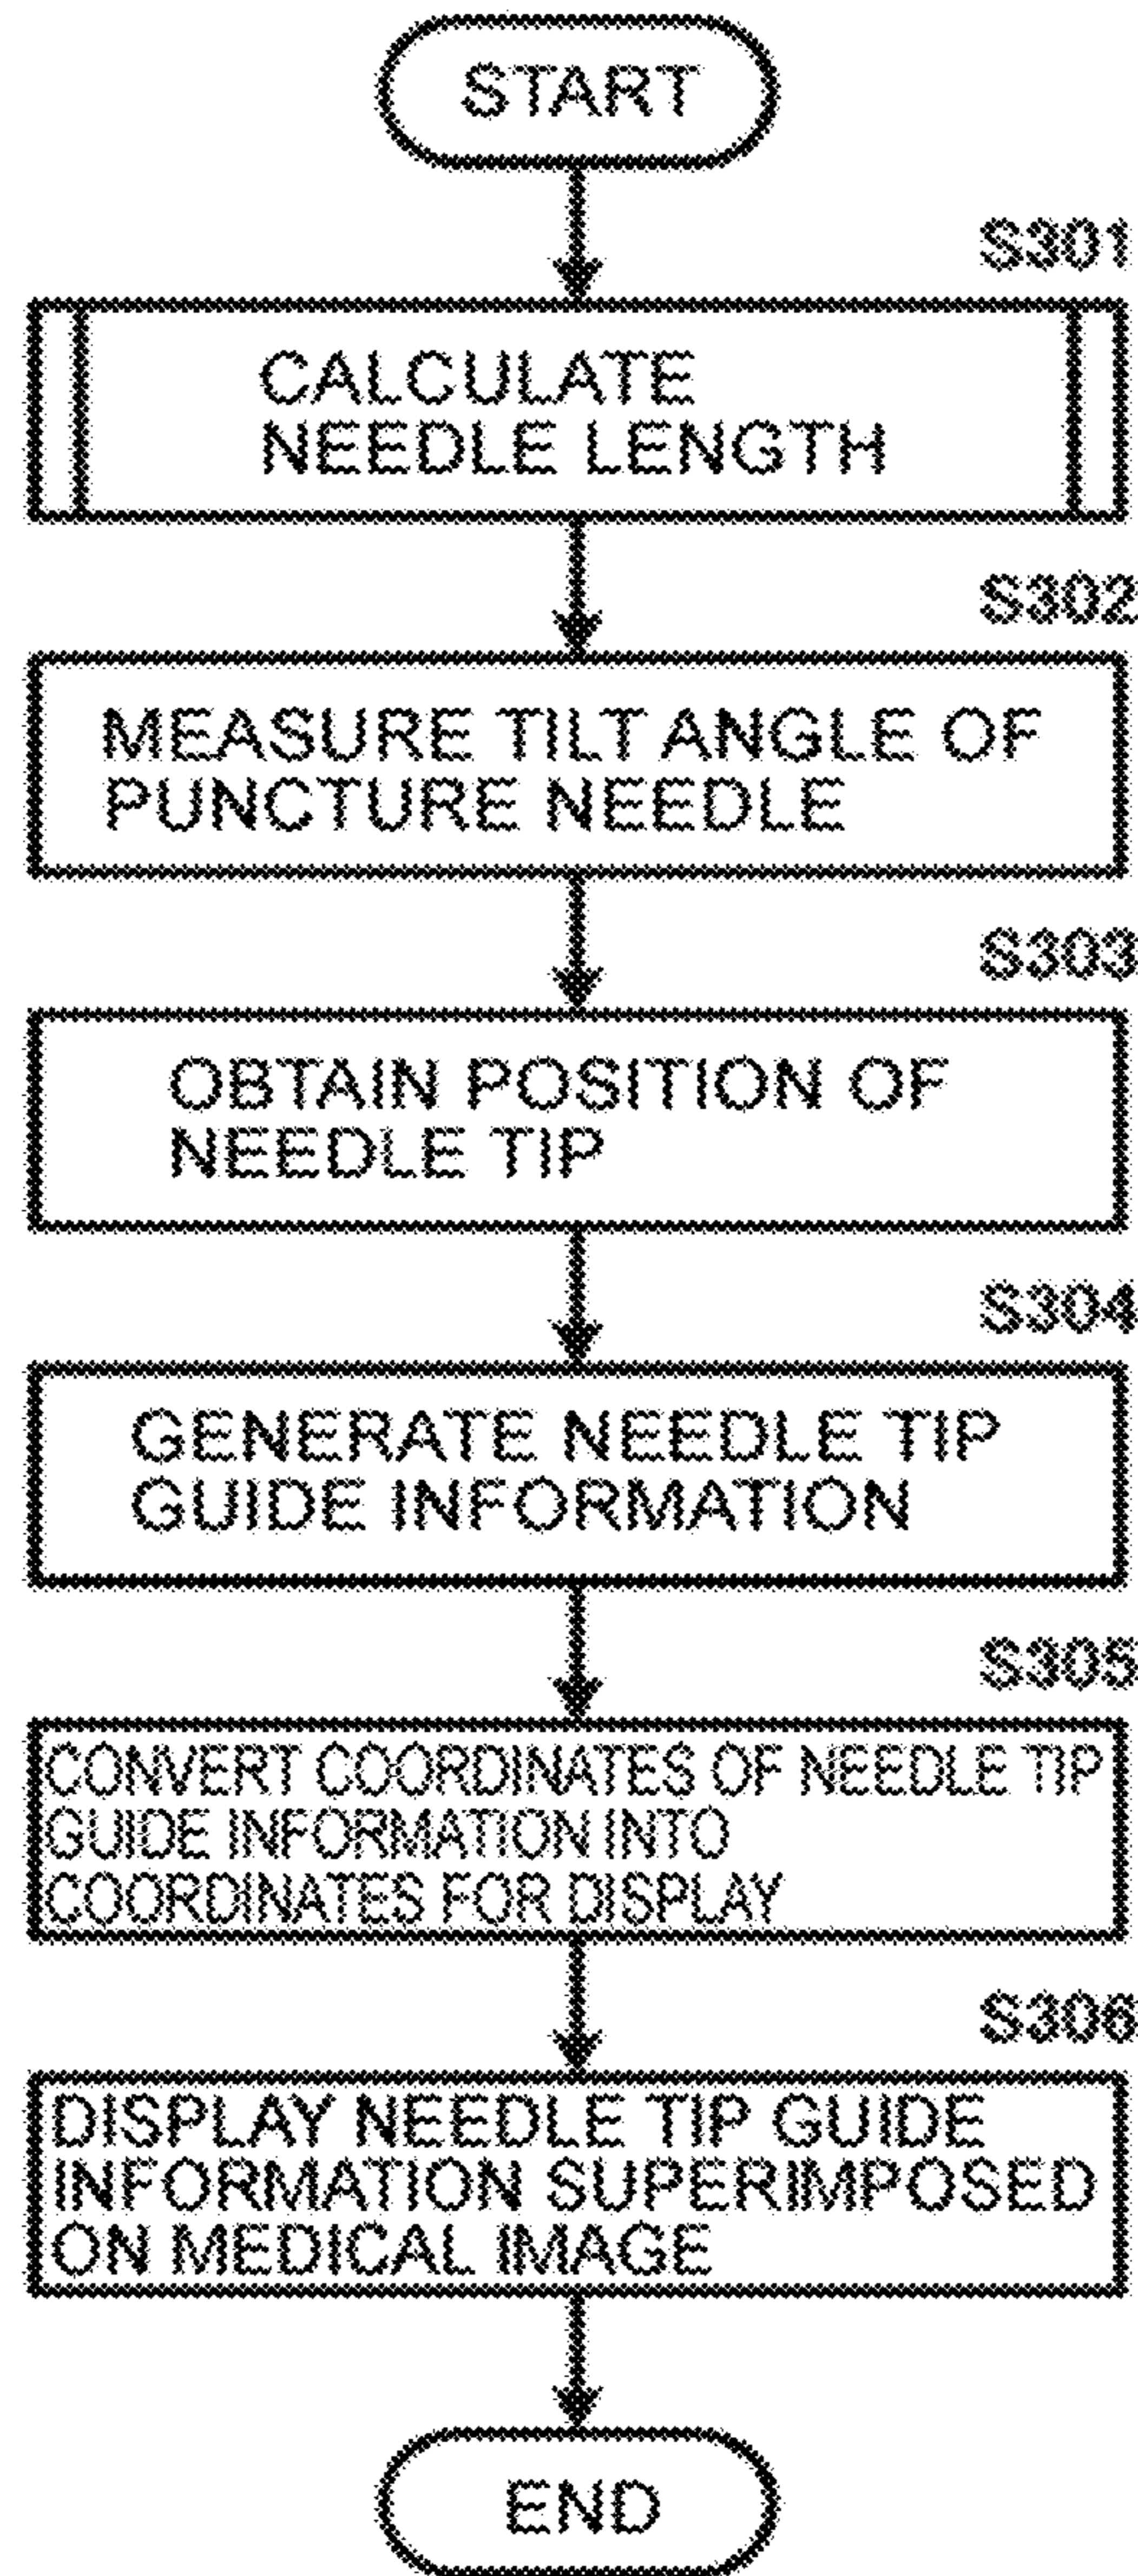 START
S301
CALCULATE
NEEDLE LENGTH
S302
MEASURE TILT ANGLE OF
PUNCTURE NEEDLE
S303
OBTAIN POSITION OF
NEEDLE TIP
S304
GENERATE NEEDLE TIP
GUIDE INFORMATION
S305
CONVERT COORDINATES OF NEEDLE TIP
GUIDE INFORMATION INTO
COORDINATES FOR DISPLAY
S306
DISPLAY NEEDLE TIP GUIDE
INFORMATION SUPERIMPOSED
ON MEDICAL IMAGE
END